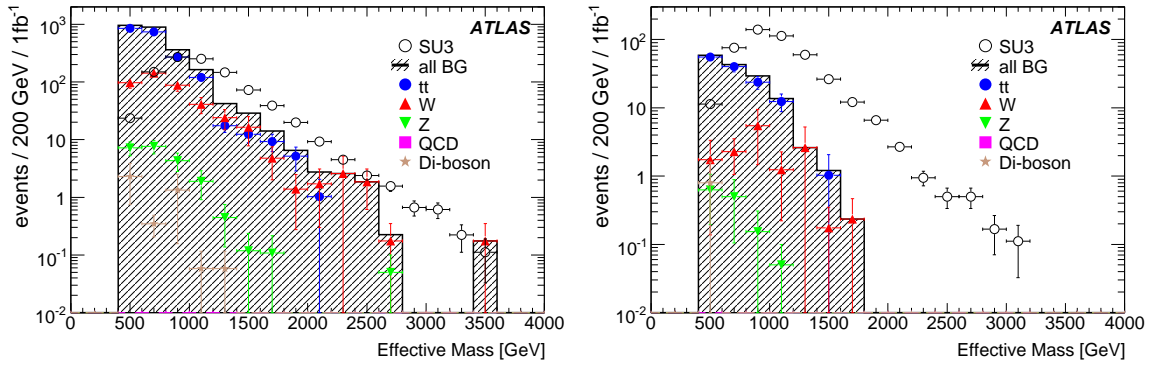 events / 200 GeV / 1fb⁻¹
10³
10²
10
1
10⁻¹
10⁻²
ATLAS
SU3
all BG
tt
W
Z
QCD
Di-boson
0 500 1000 1500 2000 2500 3000 3500 4000
Effective Mass [GeV]
events / 200 GeV / 1fb⁻¹
10²
10
1
10⁻¹
10⁻²
ATLAS
SU3
all BG
tt
W
Z
QCD
Di-boson
0 500 1000 1500 2000 2500 3000 3500 4000
Effective Mass [GeV]